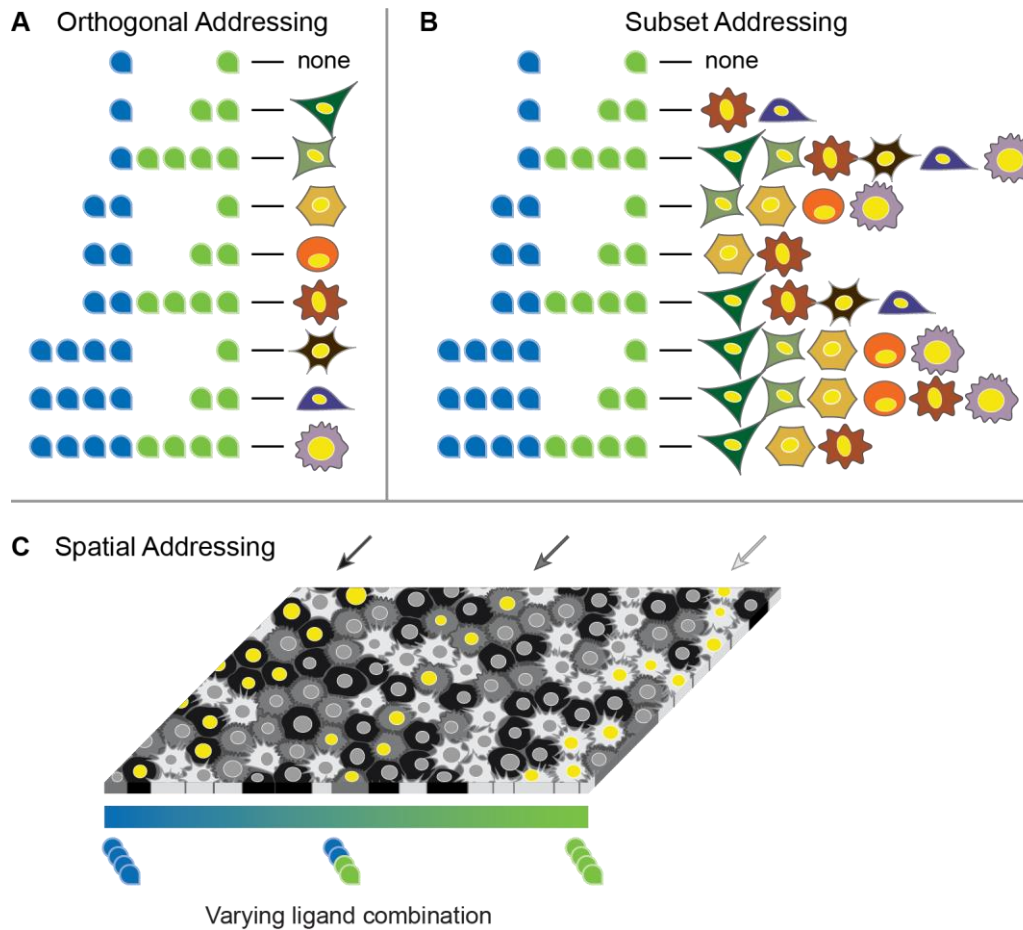 A Orthogonal Addressing
none
B Subset Addressing
none
C Spatial Addressing
Varying ligand combination